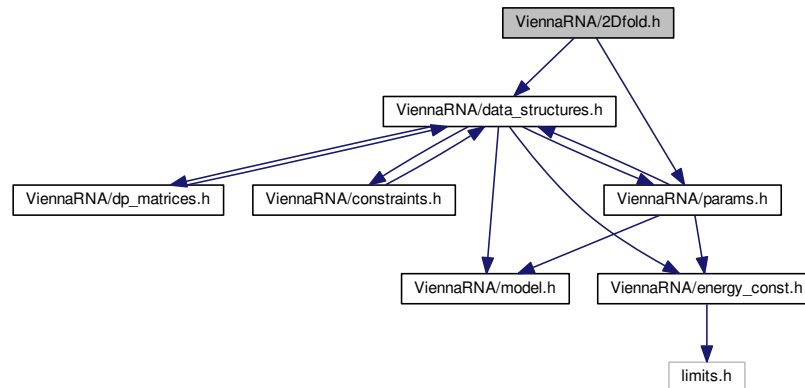 ViennaRNA/2Dfold.h
ViennaRNA/data_structures.h
ViennaRNA/dp_matrices.h
ViennaRNA/constraints.h
ViennaRNA/params.h
ViennaRNA/model.h
ViennaRNA/energy_const.h
limits.h